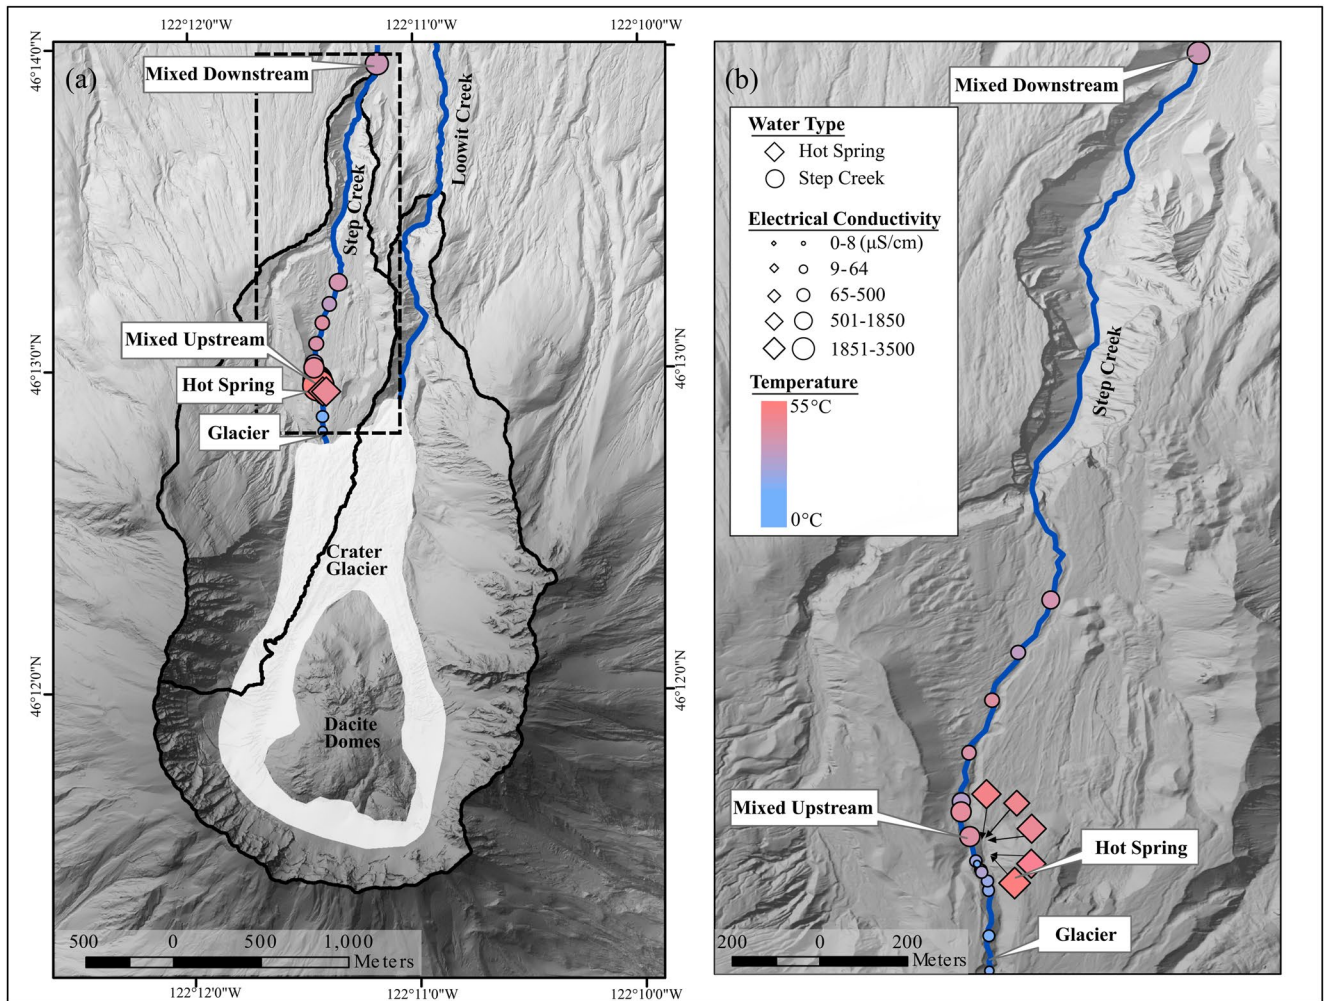 122°12'0"W
122°11'0"W
122°10'0"W
46°14'0"N
46°13'0"N
46°12'0"N
(a)
Mixed Downstream
Loowit Creek
Step Creek
Mixed Upstream
Hot Spring
Glacier
Crater
Glacier
Dacite
Domes
500
0
500
1,000
Meters
46°13'0"N
46°12'0"N
122°12'0"W
122°11'0"W
122°10'0"W
(b)
Mixed Downstream
Water Type
Hot Spring
Step Creek
Electrical Conductivity
0-8 (µS/cm)
9-64
65-500
501-1850
1851-3500
Temperature
55°C
0°C
Step Creek
Mixed Upstream
Hot Spring
Glacier
200
0
200
Meters